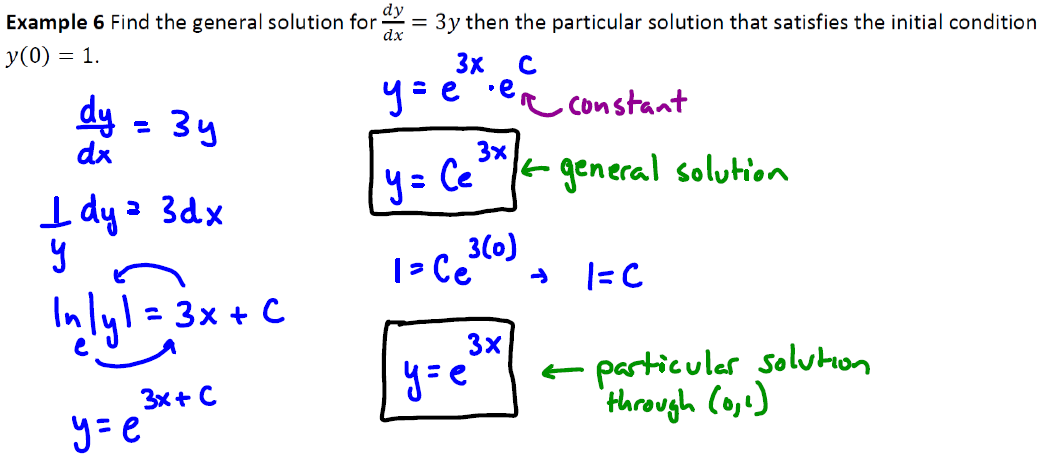 Example 6 Find the general solution for dy/dx = 3y then the particular solution that satisfies the initial condition
y(0) = 1.
dy/dx = 3y
1/y dy = 3dx
ln|y| = 3x + C
e
y = e^(3x + C)
y = e^(3x) · e^C
constant
y = Ce^(3x) ← general solution
1 = Ce^(3(0)) → 1 = C
y = e^(3x) ← particular solution
through (0,1)